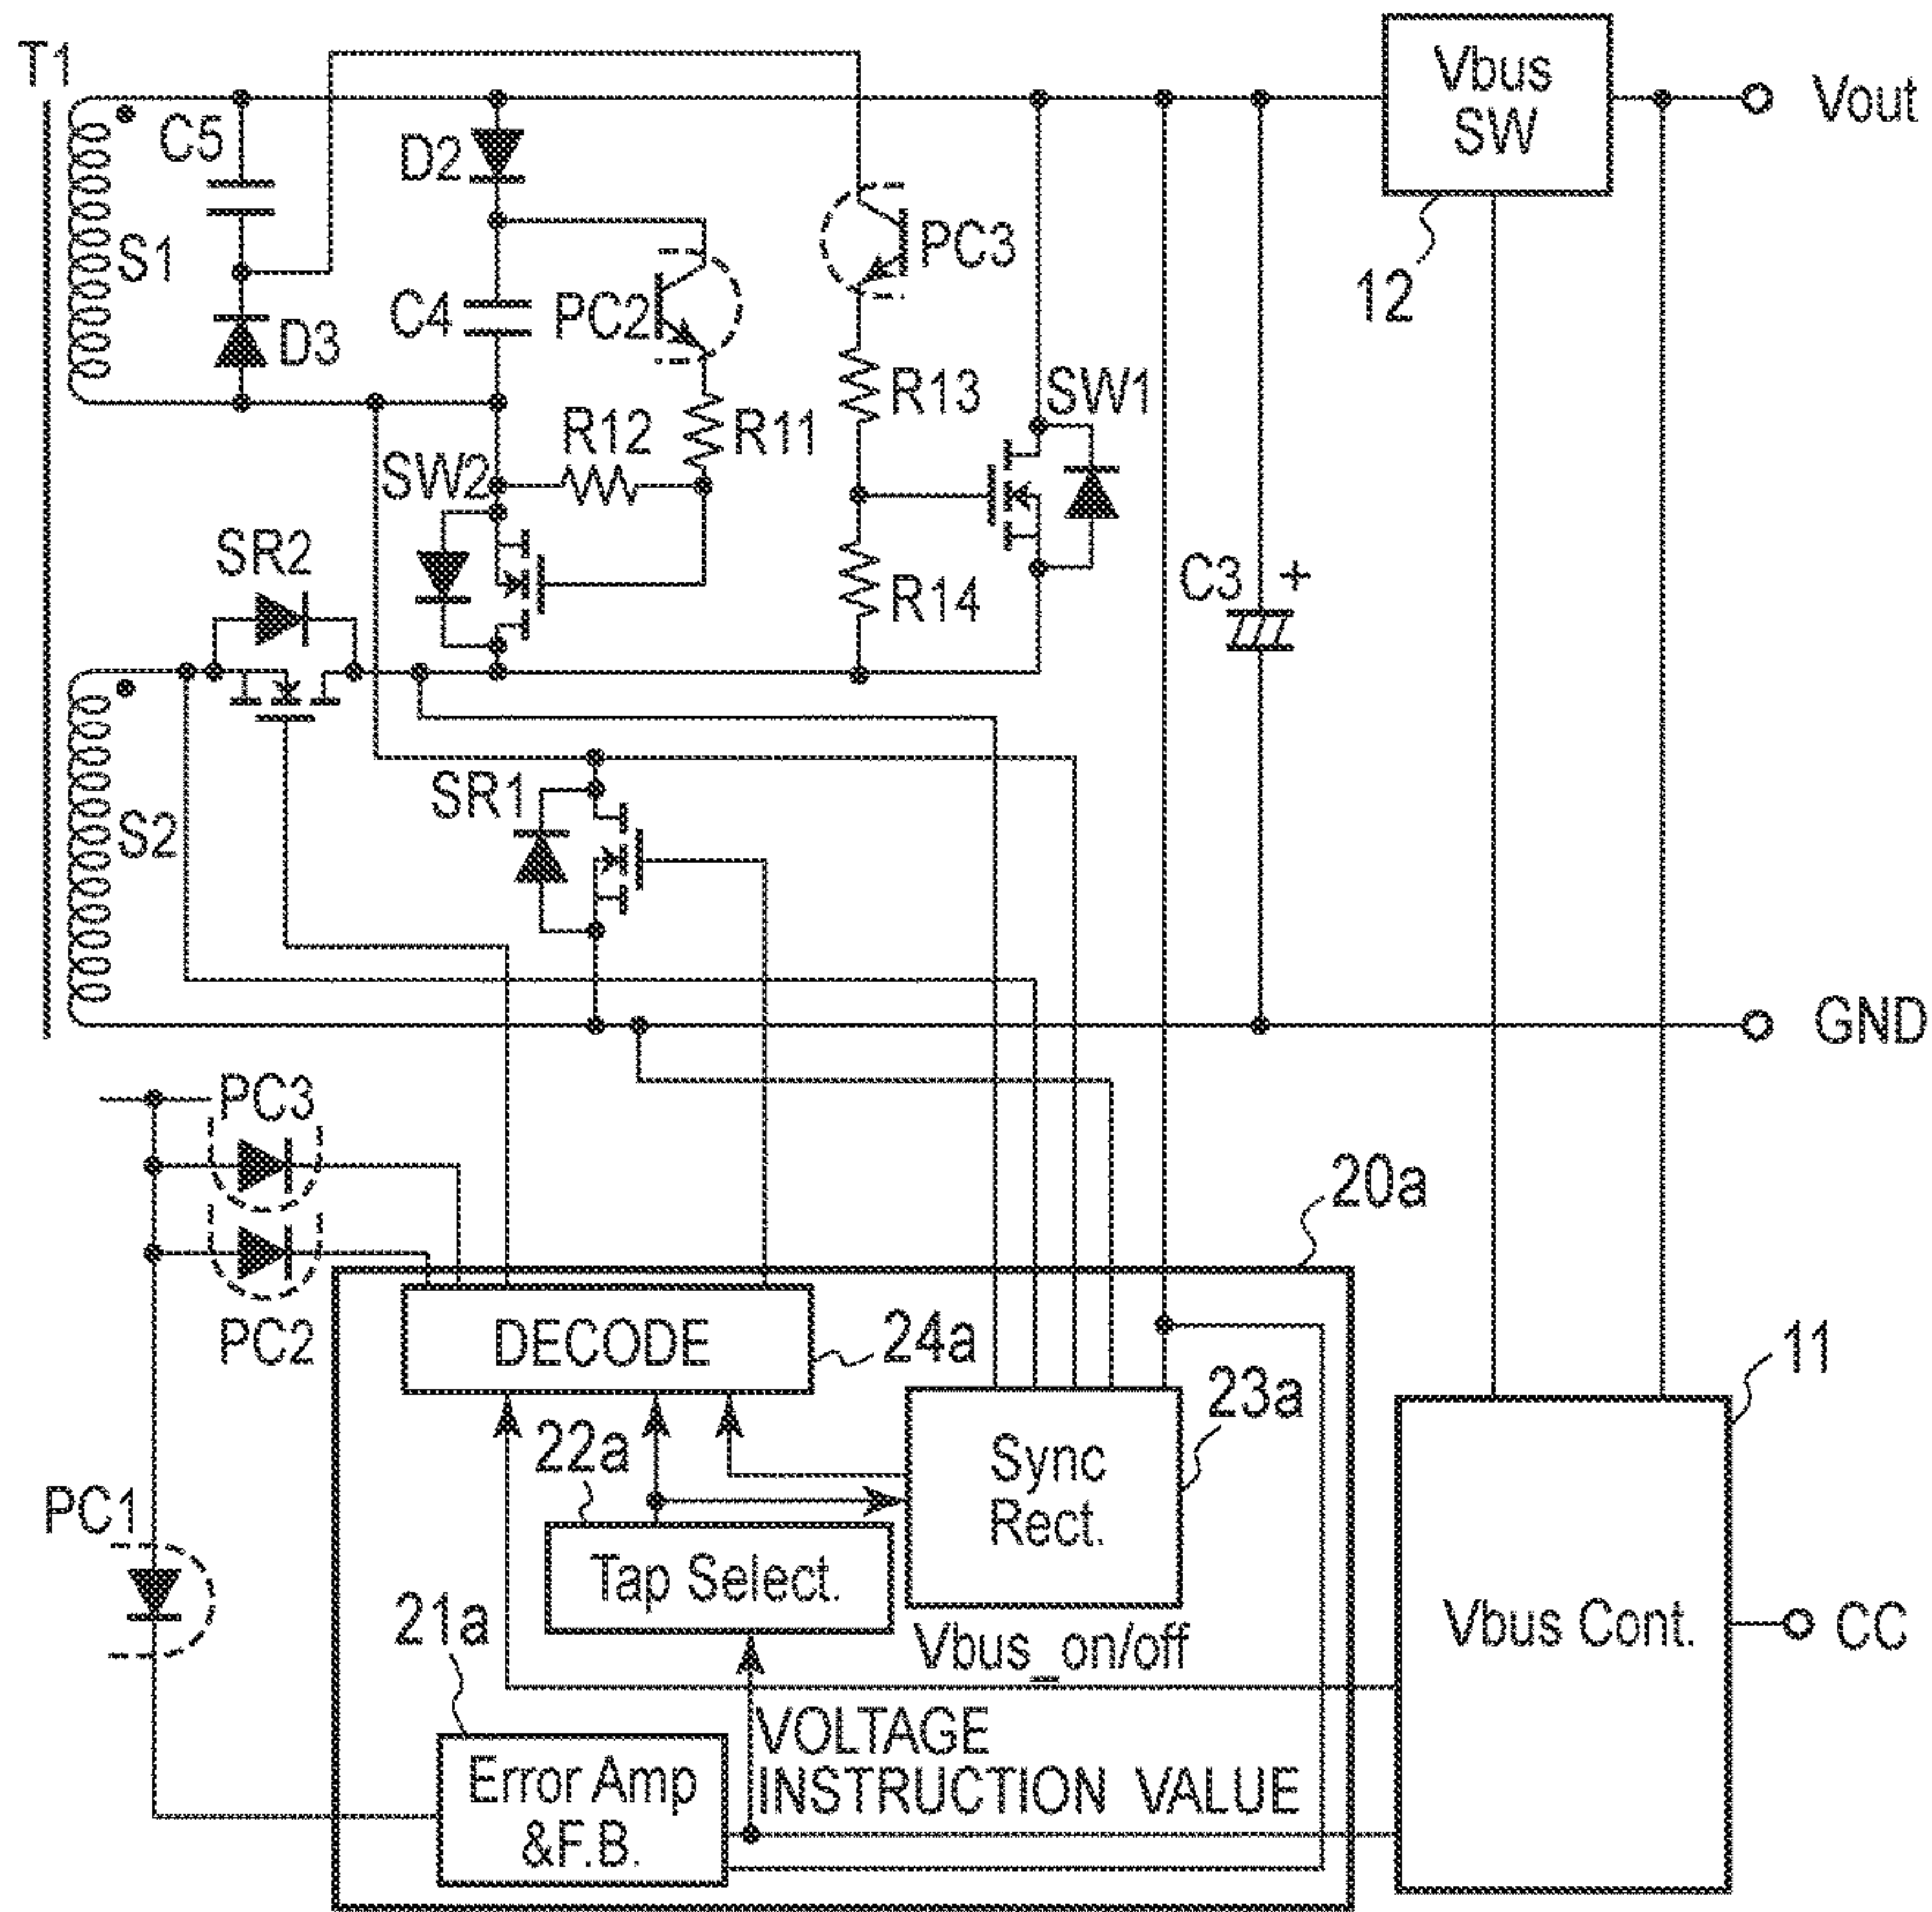 T1
Vbus
SW
Vout
C5
D2
PC3
12
S1
C4
PC2
D3
R13
SW1
R12
R11
SW2
SR2
R14
C3 +
SR1
S2
GND
PC3
20a
PC2
DECODE
24a
11
22a
23a
Sync
Rect.
PC1
Tap Select.
21a
Vbus_on/off
Vbus Cont.
CC
VOLTAGE
INSTRUCTION VALUE
Error Amp
&F.B.